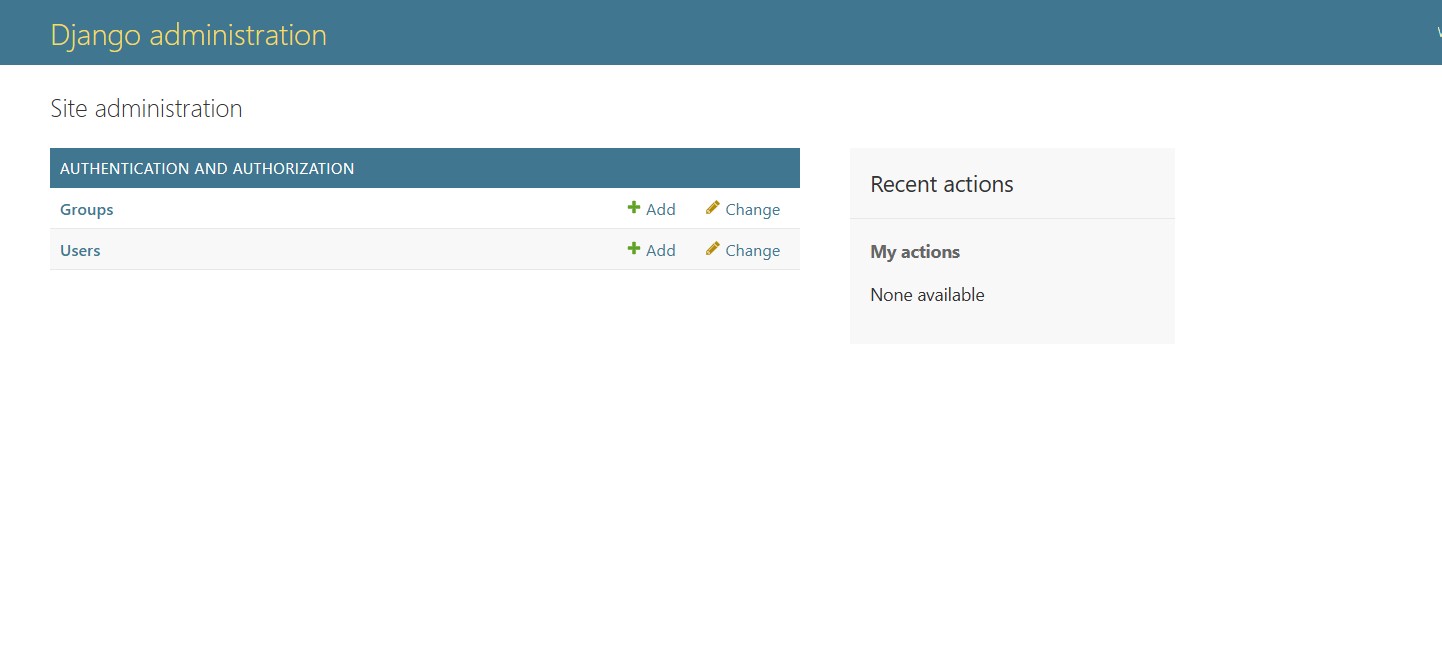 Django administration
Site administration
AUTHENTICATION AND AUTHORIZATION
Groups Add Change
Users Add Change
Recent actions
My actions
None available